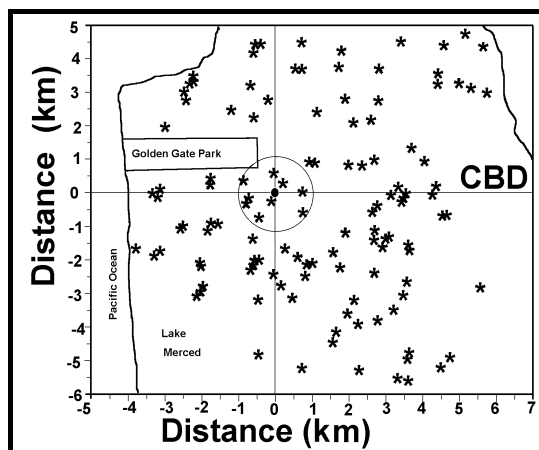 5
4
3
2
1
0
-1
-2
-3
-4
-5
-6
Distance (km)
Golden Gate Park
CBD
Pacific Ocean
Lake
Merced
-5 -4 -3 -2 -1 0 1 2 3 4 5 6 7
Distance (km)